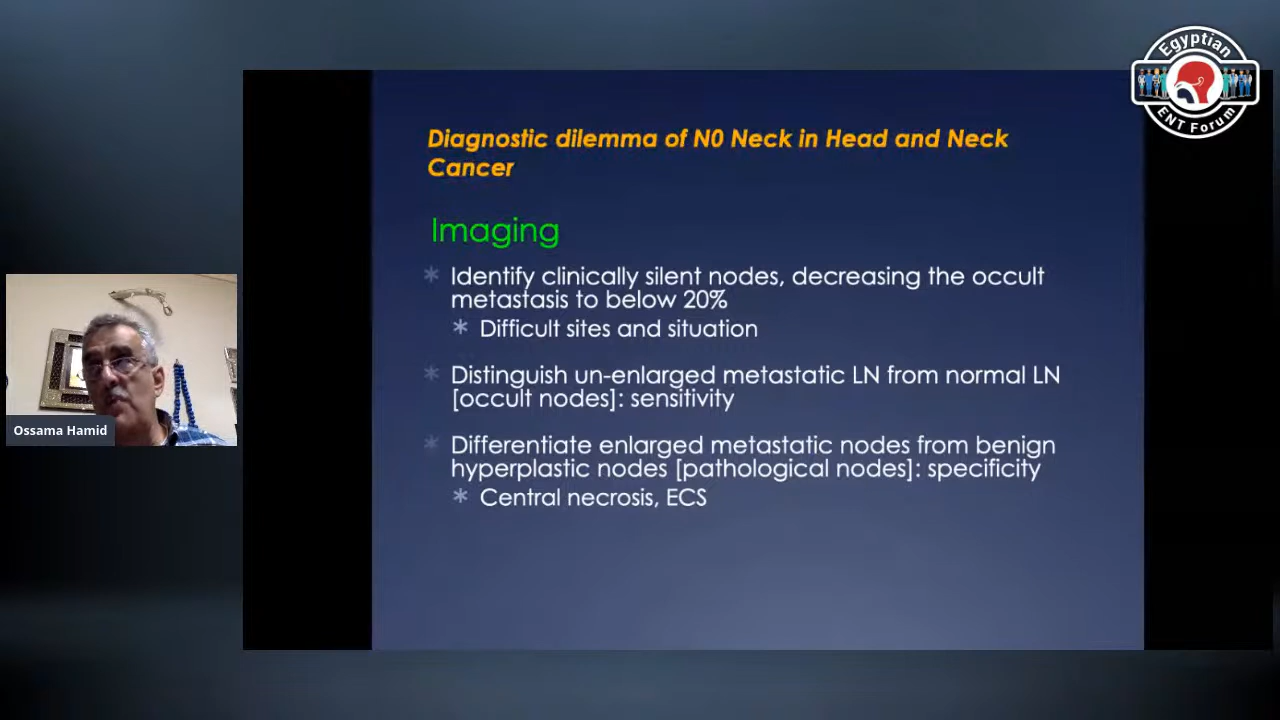 Egyptian
ENT Forum
Diagnostic dilemma of N0 Neck in Head and Neck
Cancer
Imaging
* Identify clinically silent nodes, decreasing the occult
metastasis to below 20%
* Difficult sites and situation
* Distinguish un-enlarged metastatic LN from normal LN
[occult nodes]: sensitivity
* Differentiate enlarged metastatic nodes from benign
hyperplastic nodes [pathological nodes]: specificity
* Central necrosis, ECS
Ossama Hamid